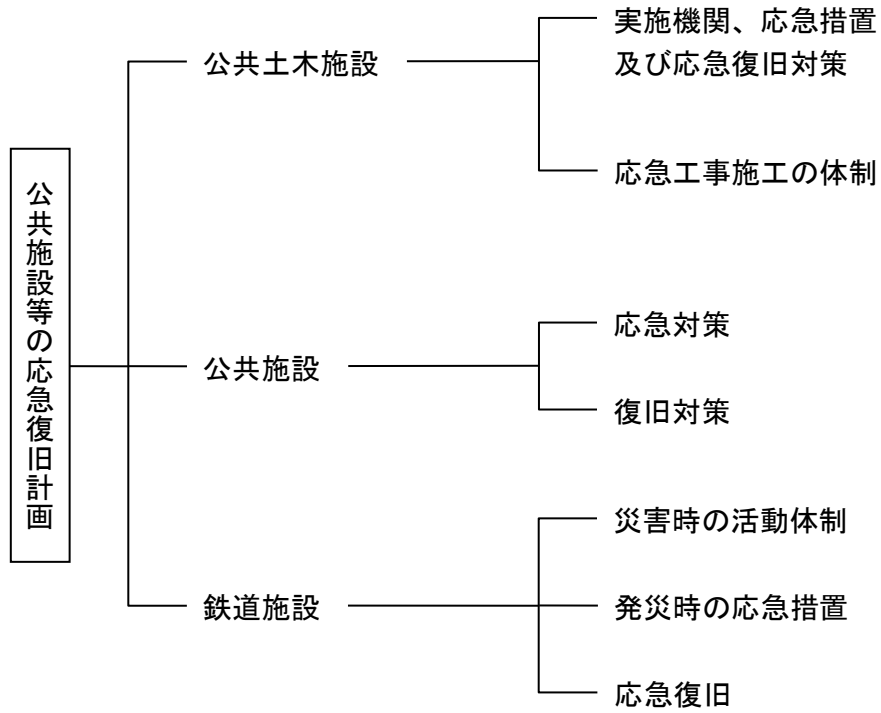 公共施設等の応急復旧計画
公共土木施設
実施機関、応急措置
及び応急復旧対策
応急工事施工の体制
公共施設
応急対策
復旧対策
鉄道施設
災害時の活動体制
発災時の応急措置
応急復旧